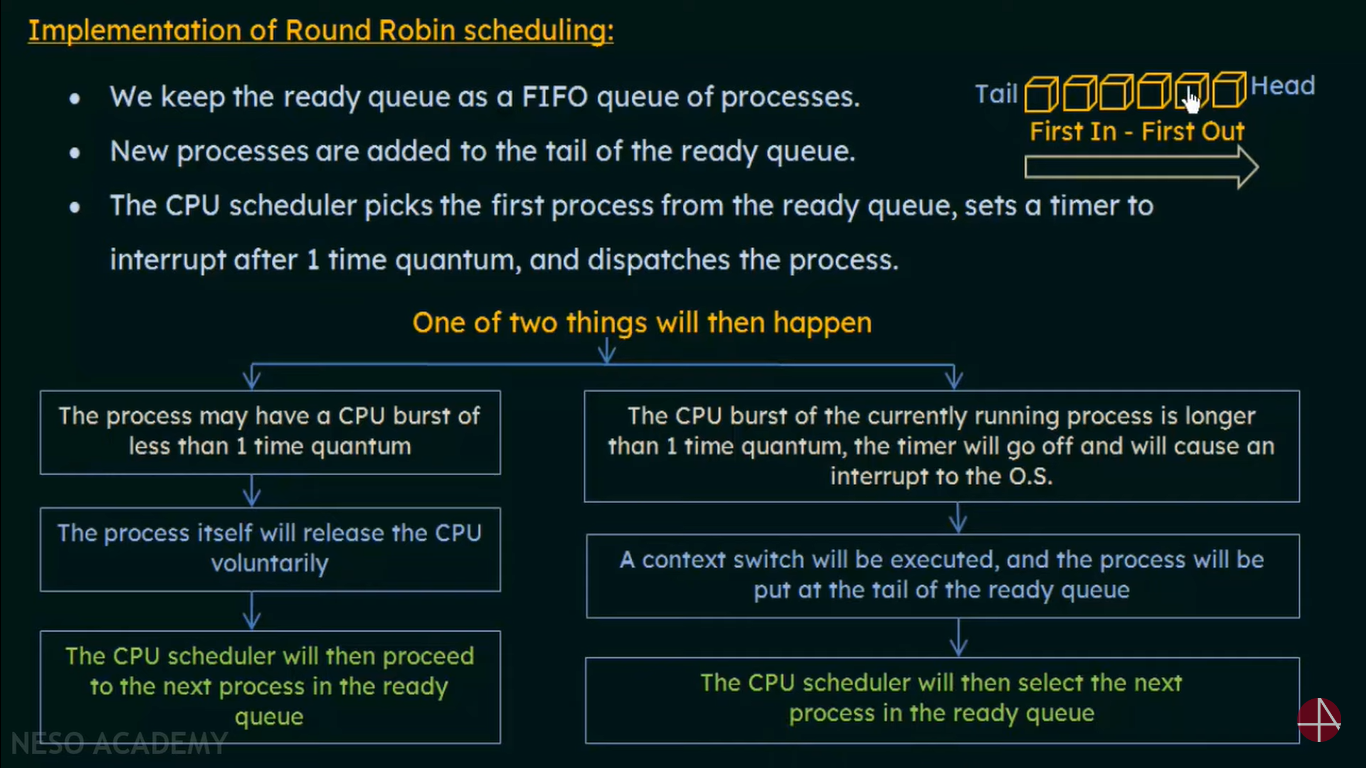 Implementation of Round Robin scheduling:
• We keep the ready queue as a FIFO queue of processes.
Tail
Head
First In - First Out
• New processes are added to the tail of the ready queue.
• The CPU scheduler picks the first process from the ready queue, sets a timer to
interrupt after 1 time quantum, and dispatches the process.
One of two things will then happen
The process may have a CPU burst of
less than 1 time quantum
The process itself will release the CPU
voluntarily
The CPU scheduler will then proceed
to the next process in the ready
queue
The CPU burst of the currently running process is longer
than 1 time quantum, the timer will go off and will cause an
interrupt to the O.S.
A context switch will be executed, and the process will be
put at the tail of the ready queue
The CPU scheduler will then select the next
process in the ready queue
NESO ACADEMY